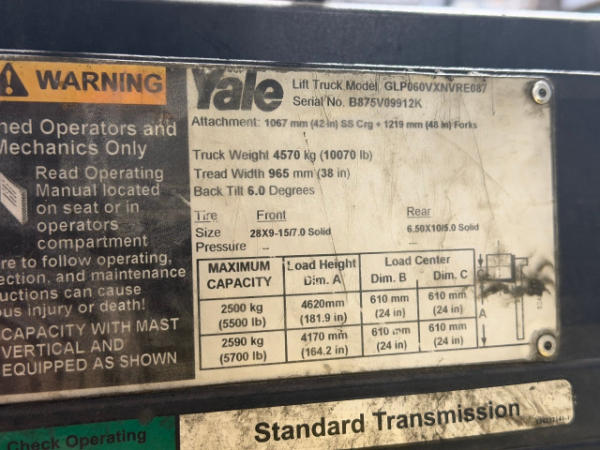 WARNING
ned Operators and
Mechanics Only
Read Operating
Manual located
on seat or in
operators
compartment
re to follow operating,
ection, and maintenance
uctions can cause
ous injury or death!
CAPACITY WITH MAST
VERTICAL AND
EQUIPPED AS SHOWN
Check Operating
Yale
Lift Truck Model GLP060VXNVRE087
Serial No. B875V09912K
Attachment: 1067 mm (42 in) SS Crg + 1219 mm (48 in) Forks
Truck Weight 4570 kg (10070 lb)
Tread Width 965 mm (38 in)
Back Tilt 6.0 Degrees
Tire Front Rear
Size 28X9-15/7.0 Solid 6.50X10/5.0 Solid
Pressure – –
MAXIMUM CAPACITY Load Height Dim. A Load Center Dim. B Dim. C
2500 kg (5500 lb) 4620mm (181.9 in) 610 mm (24 in) 610 mm (24 in)
2590 kg (5700 lb) 4170 mm (164.2 in) 610 mm (24 in) 610 mm (24 in)
C
A
Standard Transmission